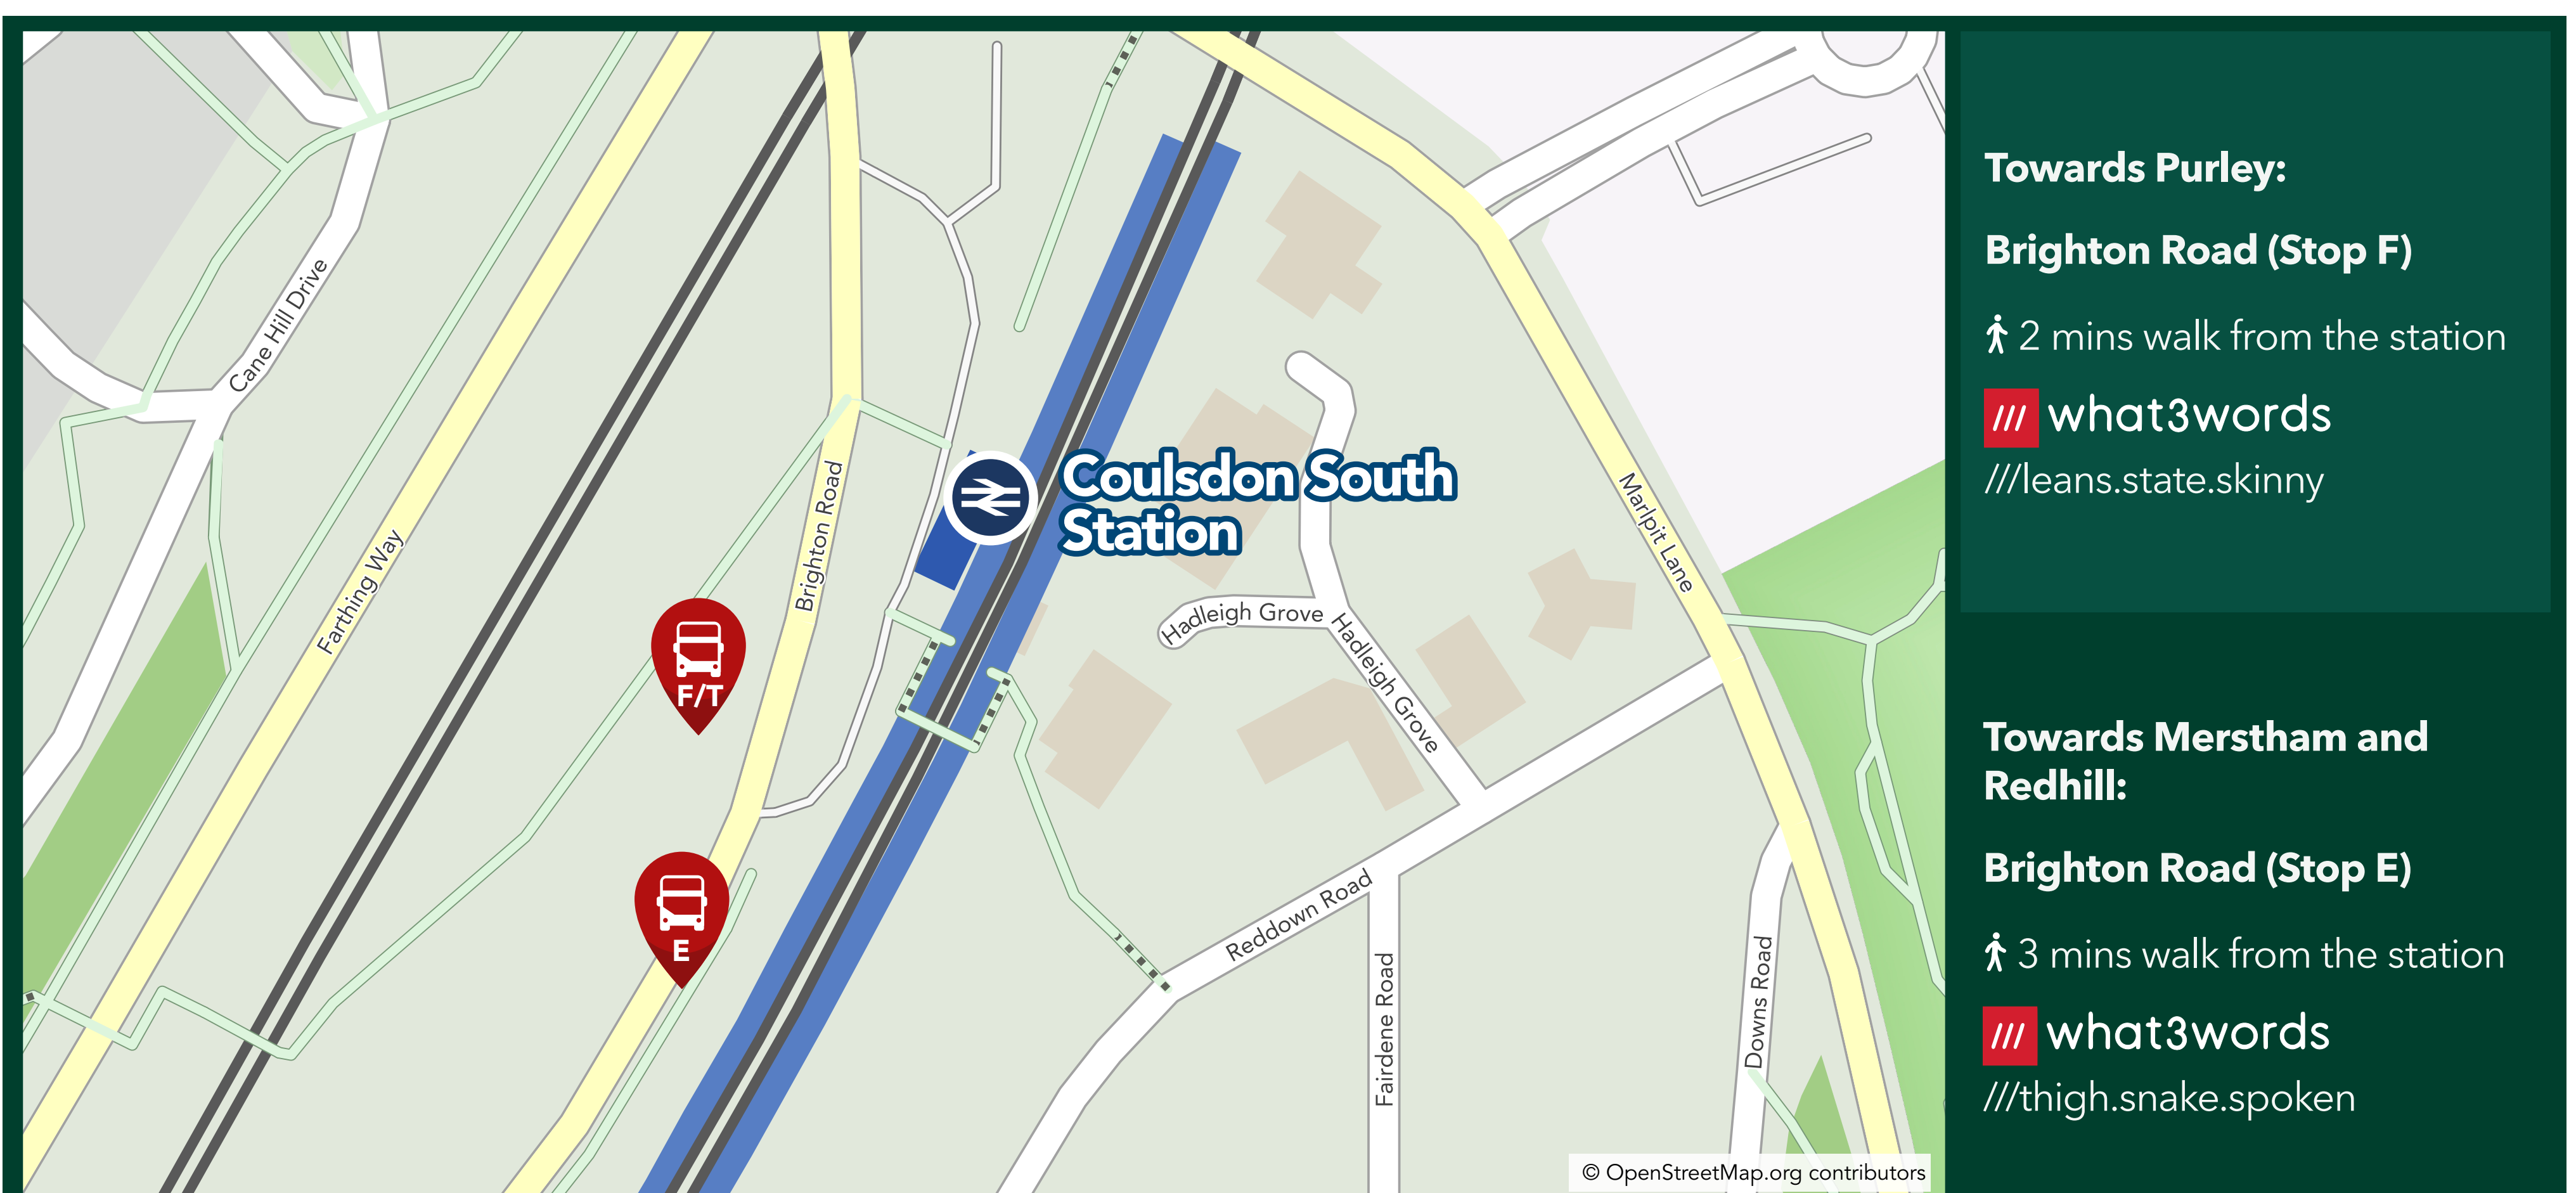 Cane Hill Drive
Farthing Way
Brighton Road
Coulsdon South
Station
F/T
E
Hadleigh Grove
Hadleigh Grove
Marlpit Lane
Reddown Road
Fairdene Road
Downs Road
© OpenStreetMap.org contributors
Towards Purley:
Brighton Road (Stop F)
2 mins walk from the station
/// what3words
///leans.state.skinny
Towards Merstham and
Redhill:
Brighton Road (Stop E)
3 mins walk from the station
/// what3words
///thigh.snake.spoken